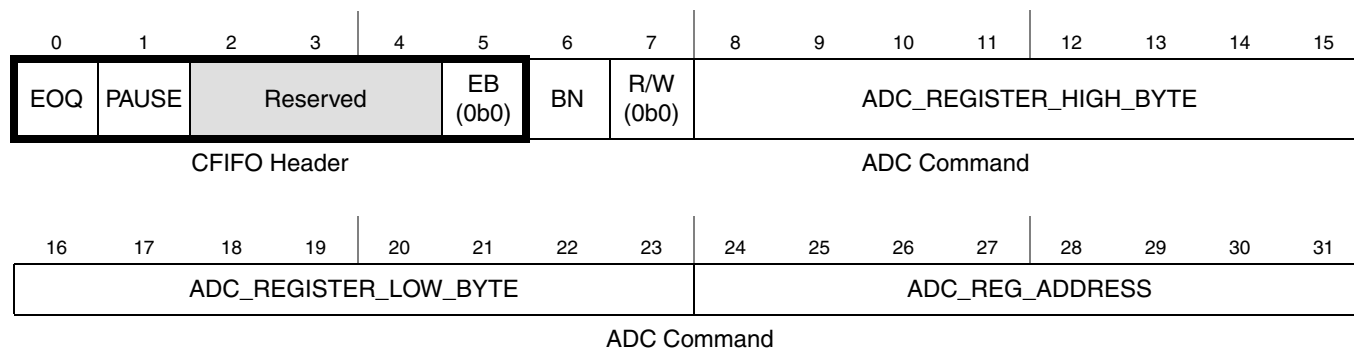 0 1 2 3 4 5 6 7 8 9 10 11 12 13 14 15
EOQ PAUSE Reserved EB (0b0) BN R/W (0b0) ADC_REGISTER_HIGH_BYTE
CFIFO Header ADC Command
16 17 18 19 20 21 22 23 24 25 26 27 28 29 30 31
ADC_REGISTER_LOW_BYTE ADC_REG_ADDRESS
ADC Command